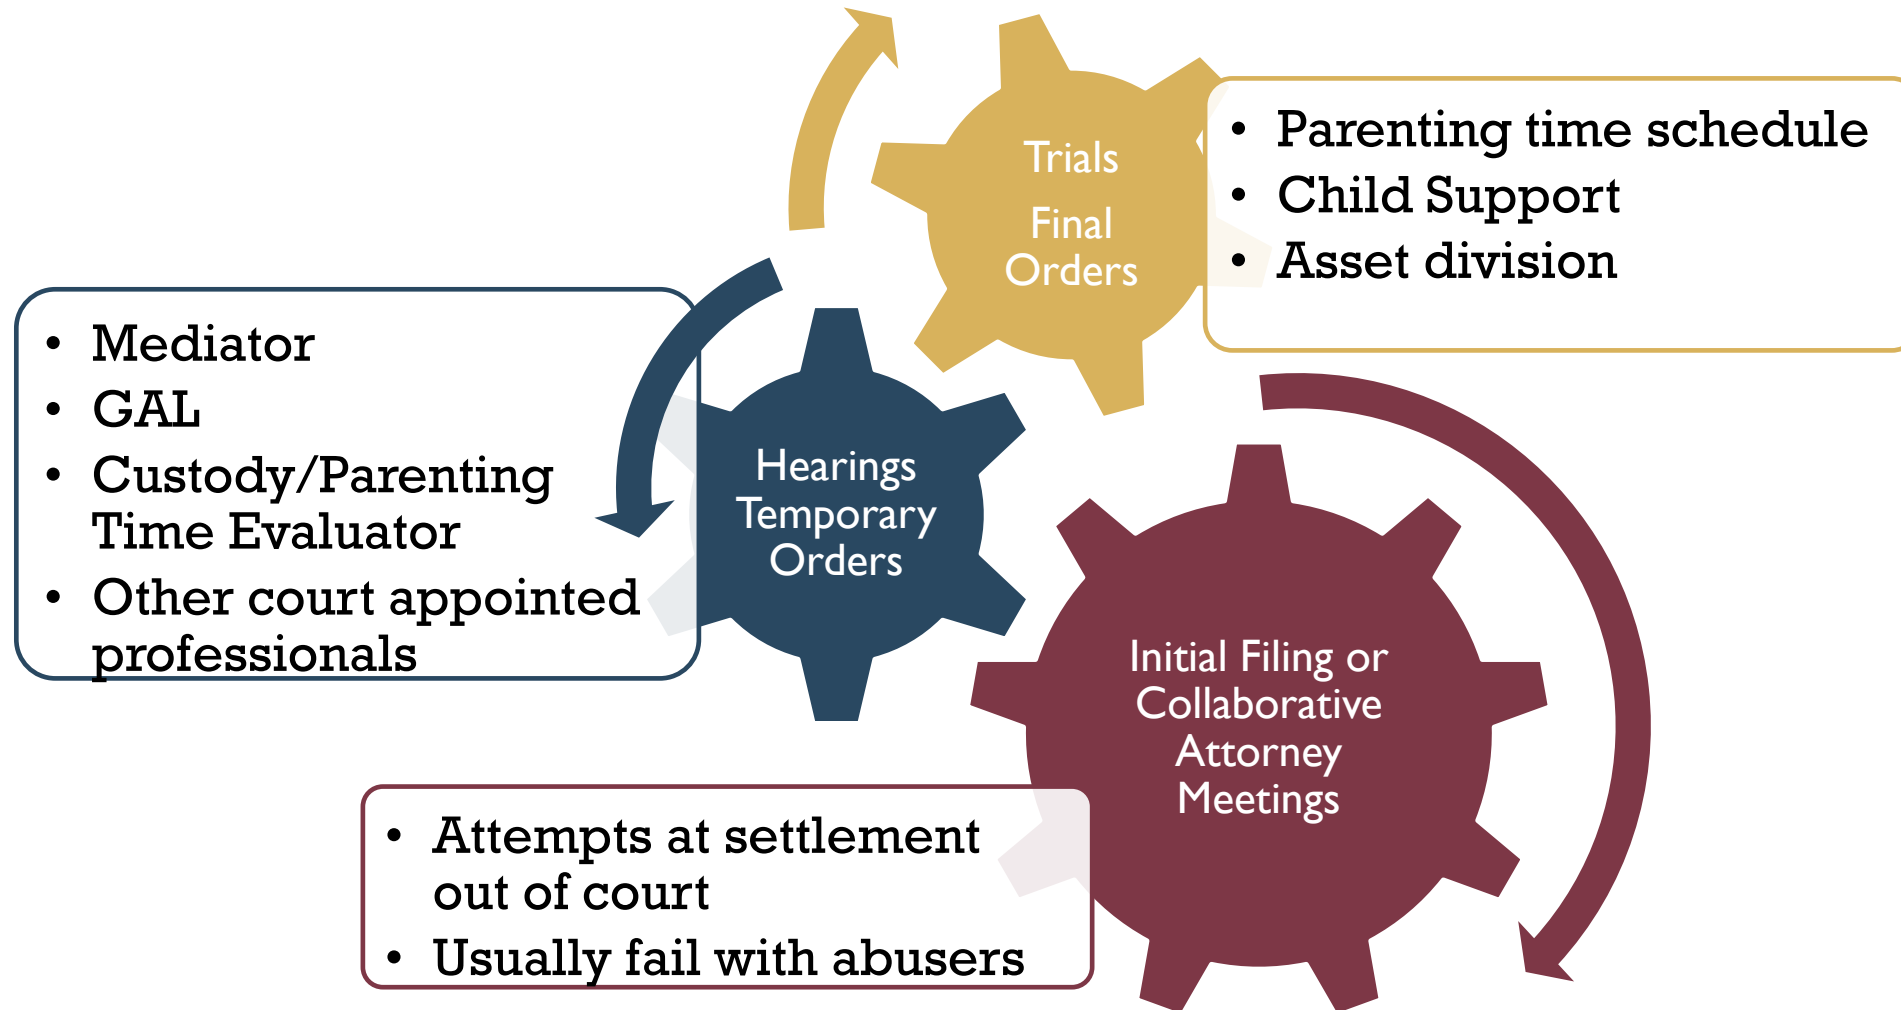 Trials
Final
Orders
• Parenting time schedule
• Child Support
• Asset division
• Mediator
• GAL
• Custody/Parenting
Time Evaluator
• Other court appointed
professionals
Hearings
Temporary
Orders
Initial Filing or
Collaborative
Attorney
Meetings
• Attempts at settlement
out of court
• Usually fail with abusers